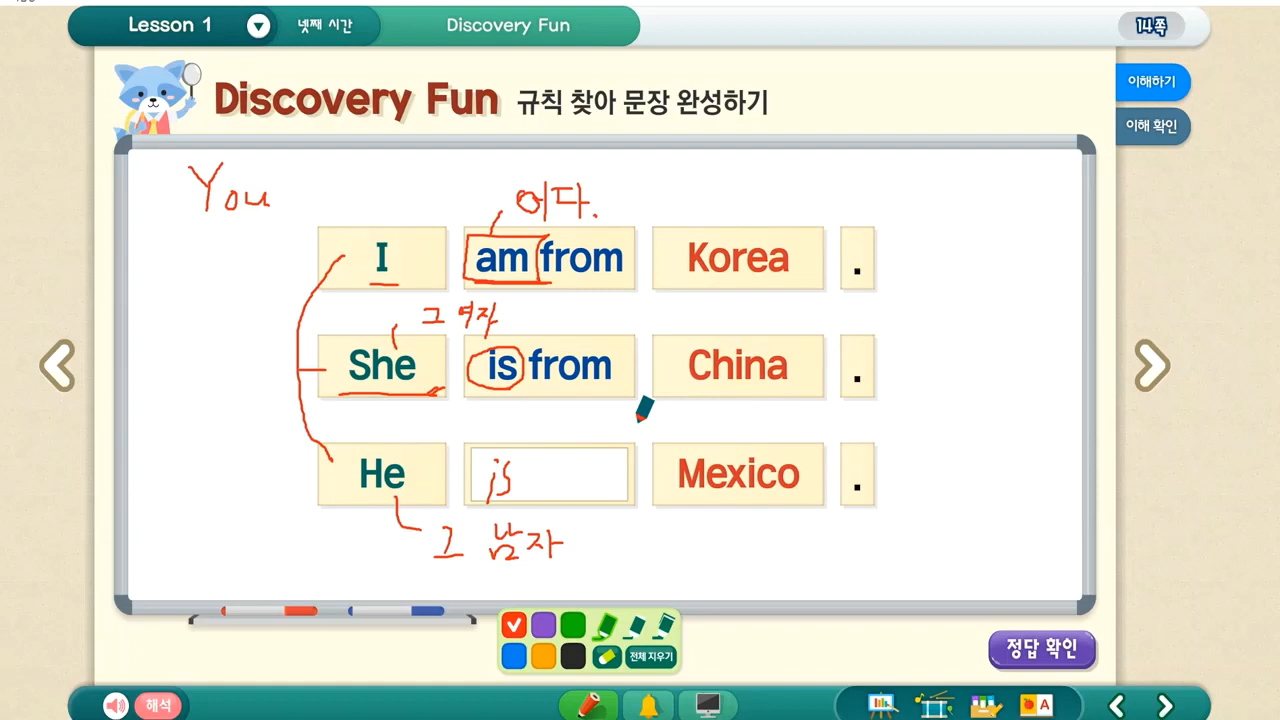 Lesson 1 넷째 시간 Discovery Fun 14쪽
이해하기
Discovery Fun 규칙 찾아 문장 완성하기
이해 확인
You
이다.
I am from Korea .
그 여자
She is from China .
He is Mexico .
그 남자
전체 지우기
정답 확인
해석
A